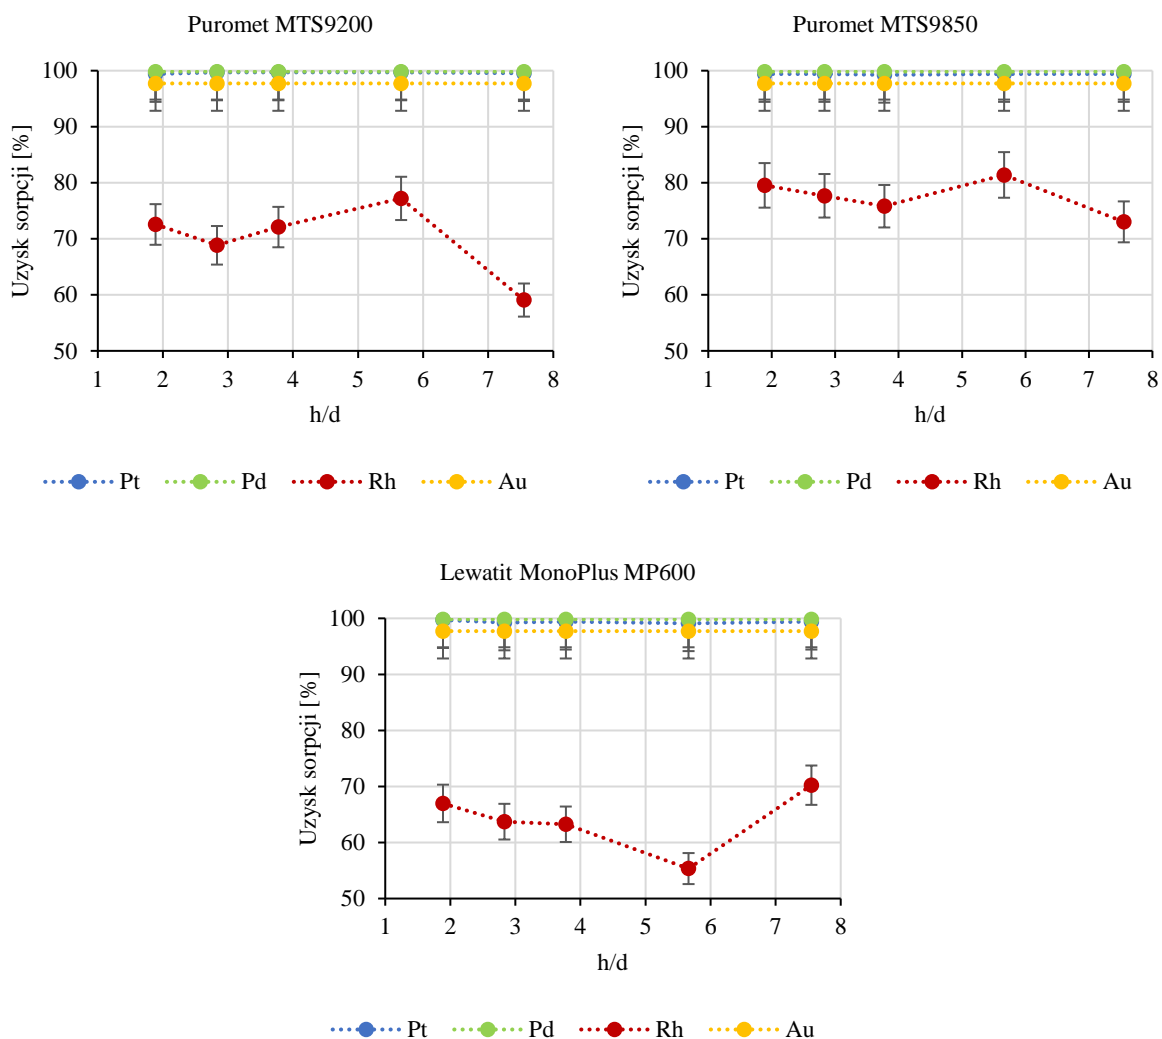 Puromet MTS9200
100
90
80
70
60
50
Uzysk sorpcji [%]
1 2 3 4 5 6 7 8
h/d
Pt Pd Rh Au
Puromet MTS9850
100
90
80
70
60
50
Uzysk sorpcji [%]
1 2 3 4 5 6 7 8
h/d
Pt Pd Rh Au
Lewatit MonoPlus MP600
100
90
80
70
60
50
Uzysk sorpcji [%]
1 2 3 4 5 6 7 8
h/d
Pt Pd Rh Au